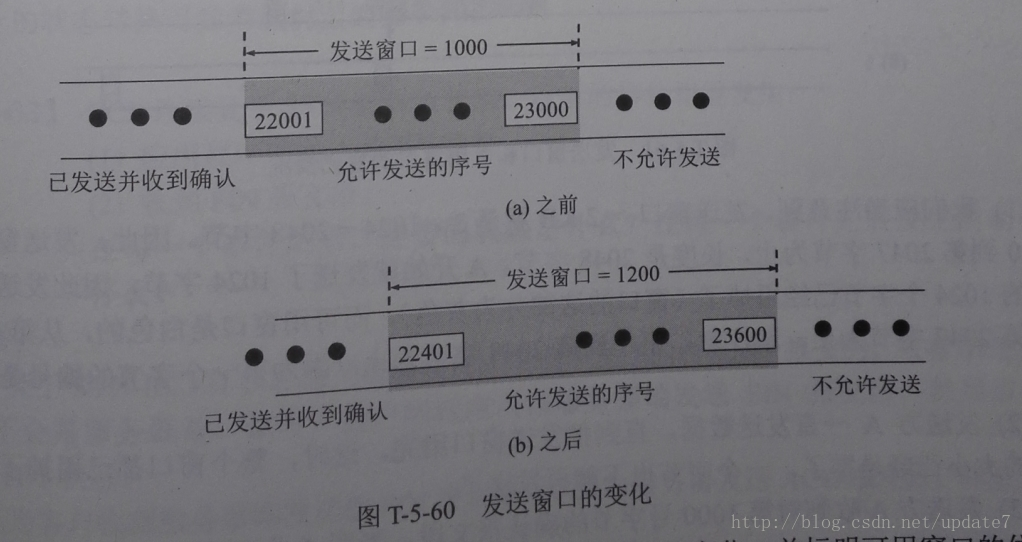 发送窗口 = 1000
22001
23000
已发送并收到确认
允许发送的序号
不允许发送
(a) 之前
发送窗口 = 1200
22401
23600
已发送并收到确认
允许发送的序号
不允许发送
(b) 之后
图 T-5-60 发送窗口的变化
http://blog.csdn.net/update7